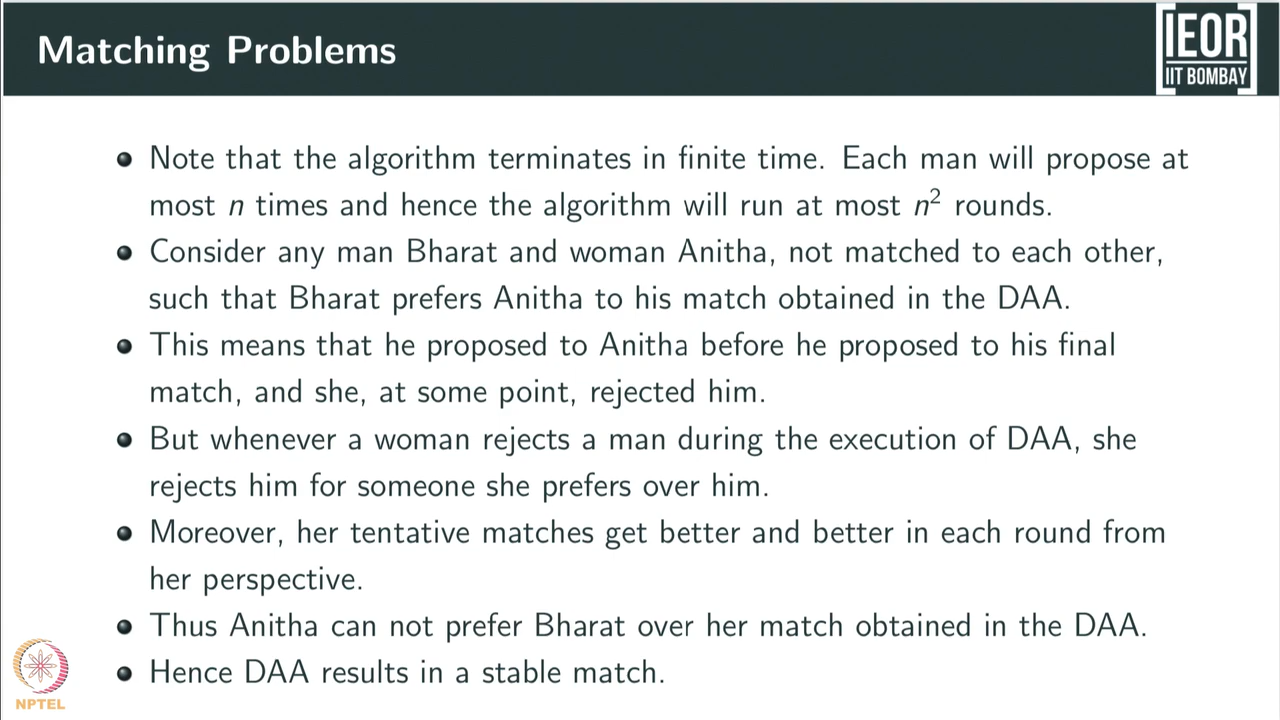 Matching Problems
IEOR
IIT BOMBAY
Note that the algorithm terminates in finite time. Each man will propose at
most n times and hence the algorithm will run at most n² rounds.
Consider any man Bharat and woman Anitha, not matched to each other,
such that Bharat prefers Anitha to his match obtained in the DAA.
This means that he proposed to Anitha before he proposed to his final
match, and she, at some point, rejected him.
But whenever a woman rejects a man during the execution of DAA, she
rejects him for someone she prefers over him.
Moreover, her tentative matches get better and better in each round from
her perspective.
Thus Anitha can not prefer Bharat over her match obtained in the DAA.
Hence DAA results in a stable match.
NPTEL